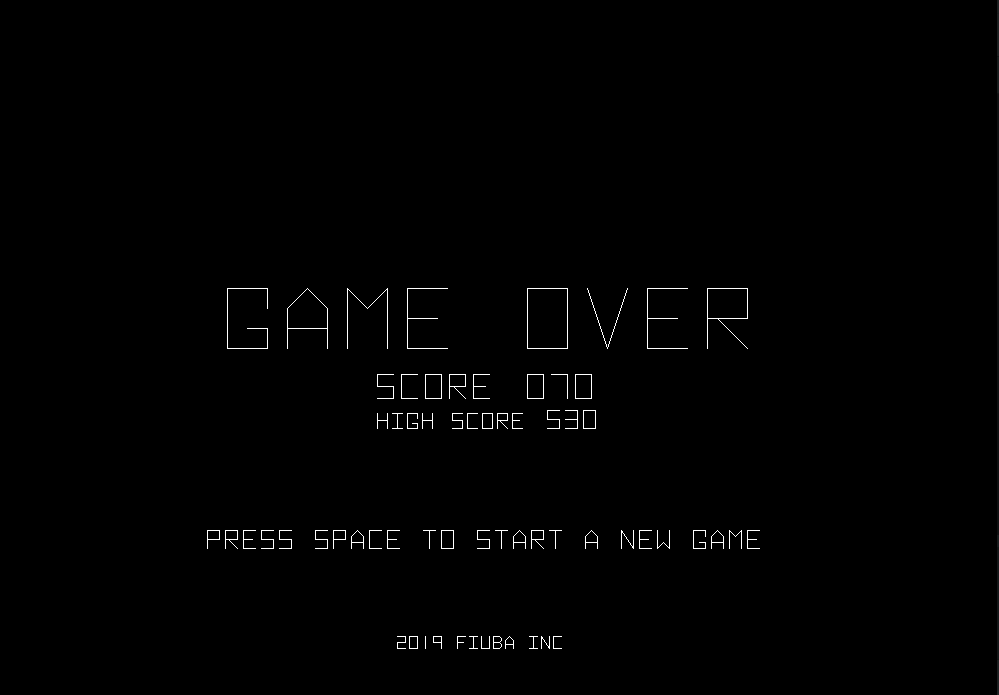 GAME OVER
SCORE 070
HIGH SCORE 530
PRESS SPACE TO START A NEW GAME
2019 FIUBA INC